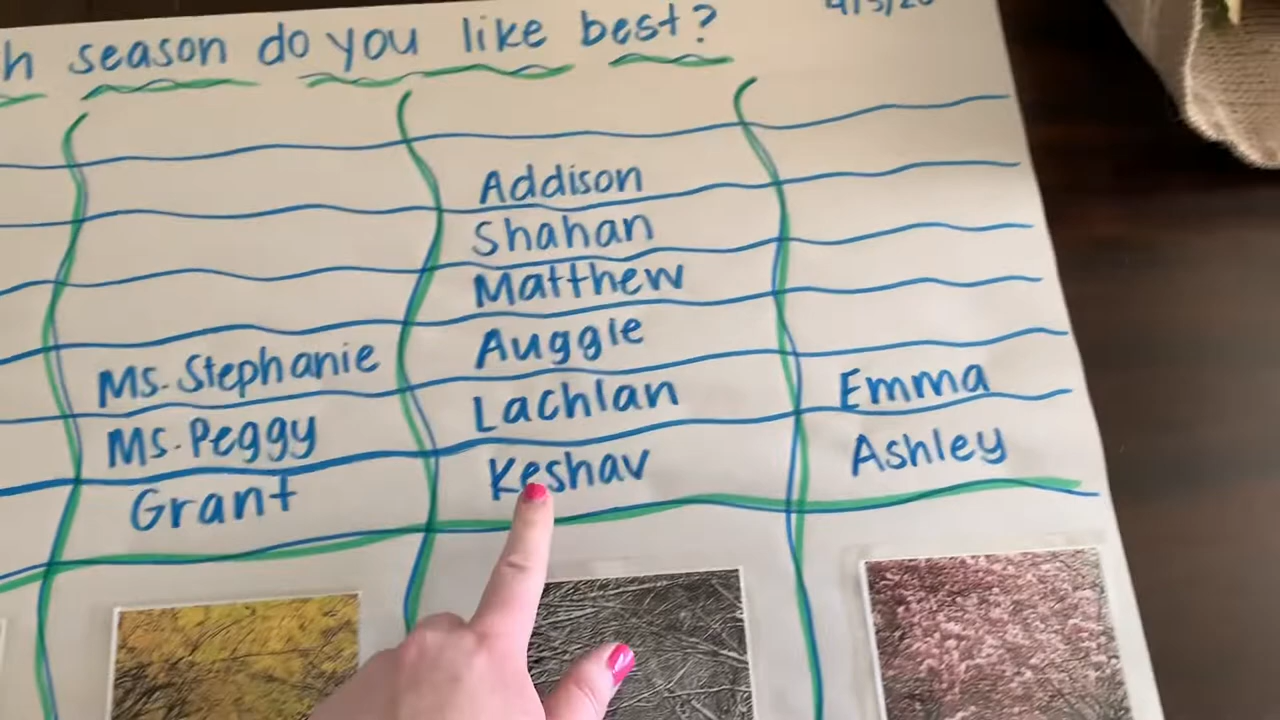 season do you like best?
Addison
Shahan
Matthew
Auggie
Lachlan
Keshav
Ms. Stephanie
Ms. Peggy
Grant
Emma
Ashley